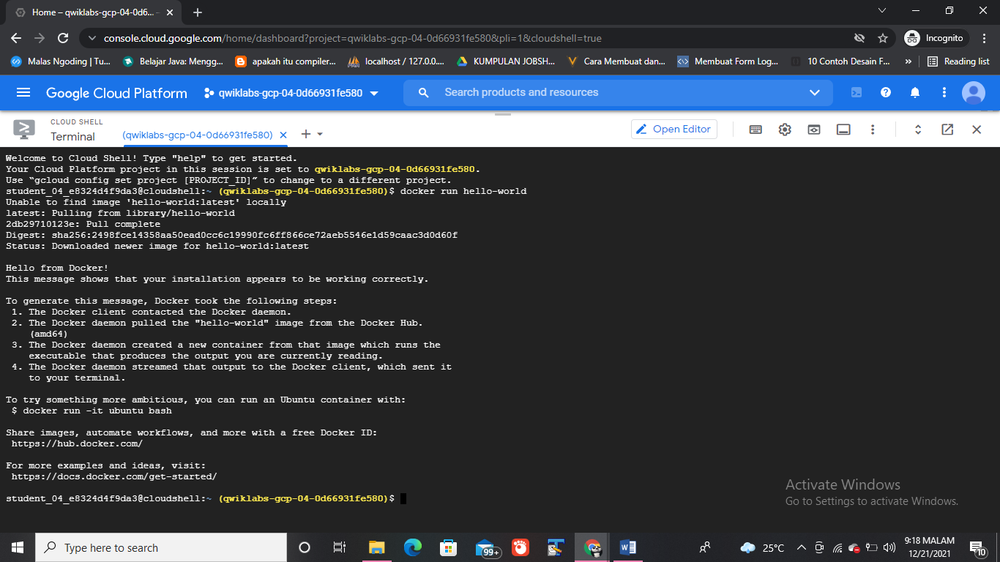 Home – qwiklabs-gcp-04-0d6...
console.cloud.google.com/home/dashboard?project=qwiklabs-gcp-04-0d66931fe580&pli=1&cloudshell=true
Incognito
Malas Ngoding | Tu...
Belajar Java: Mengg...
apakah itu compiler...
localhost / 127.0.0....
KUMPULAN JOBSH...
Cara Membuat dan...
Membuat Form Log...
10 Contoh Desain F...
»
Reading list
Google Cloud Platform
qwiklabs-gcp-04-0d66931fe580
Search products and resources
CLOUD SHELL
Terminal
(qwiklabs-gcp-04-0d66931fe580)
Open Editor
Welcome to Cloud Shell! Type "help" to get started.
Your Cloud Platform project in this session is set to qwiklabs-gcp-04-0d66931fe580.
Use “gcloud config set project [PROJECT_ID]” to change to a different project.
student_04_e8324d4f9da3@cloudshell:~ (qwiklabs-gcp-04-0d66931fe580)$ docker run hello-world
Unable to find image 'hello-world:latest' locally
latest: Pulling from library/hello-world
2db29710123e: Pull complete
Digest: sha256:2498fce14358aa50ead0cc6c19990fc6ff866ce72aeb5546e1d59caac3d0d60f
Status: Downloaded newer image for hello-world:latest
Hello from Docker!
This message shows that your installation appears to be working correctly.
To generate this message, Docker took the following steps:
1. The Docker client contacted the Docker daemon.
2. The Docker daemon pulled the "hello-world" image from the Docker Hub.
(amd64)
3. The Docker daemon created a new container from that image which runs the
executable that produces the output you are currently reading.
4. The Docker daemon streamed that output to the Docker client, which sent it
to your terminal.
To try something more ambitious, you can run an Ubuntu container with:
$ docker run -it ubuntu bash
Share images, automate workflows, and more with a free Docker ID:
https://hub.docker.com/
For more examples and ideas, visit:
https://docs.docker.com/get-started/
student_04_e8324d4f9da3@cloudshell:~ (qwiklabs-gcp-04-0d66931fe580)$
Activate Windows
Go to Settings to activate Windows.
Type here to search
99+
25°C
9:18 MALAM
12/21/2021
10